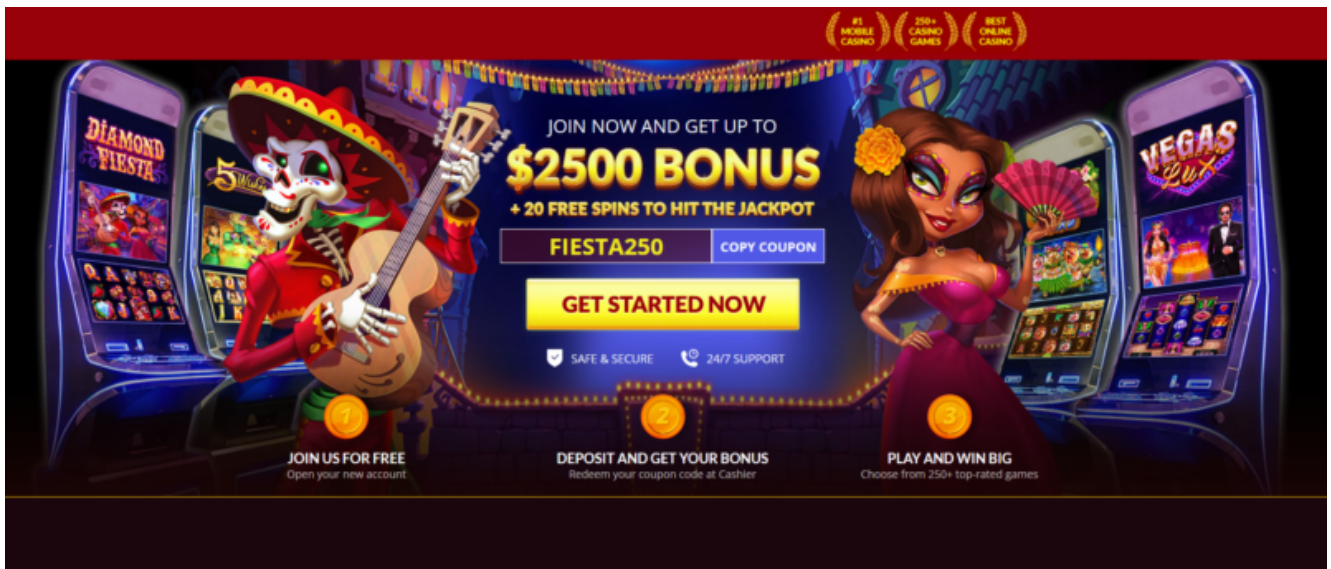 #1
MOBILE
CASINO
250+
CASINO
GAMES
BEST
ONLINE
CASINO
DIAMOND
FIESTA
5
VEGAS
Lux
JOIN NOW AND GET UP TO
$2500 BONUS
+ 20 FREE SPINS TO HIT THE JACKPOT
FIESTA250
COPY COUPON
GET STARTED NOW
SAFE & SECURE
24/7 SUPPORT
1
JOIN US FOR FREE
Open your new account
2
DEPOSIT AND GET YOUR BONUS
Redeem your coupon code at Cashier
3
PLAY AND WIN BIG
Choose from 250+ top-rated games